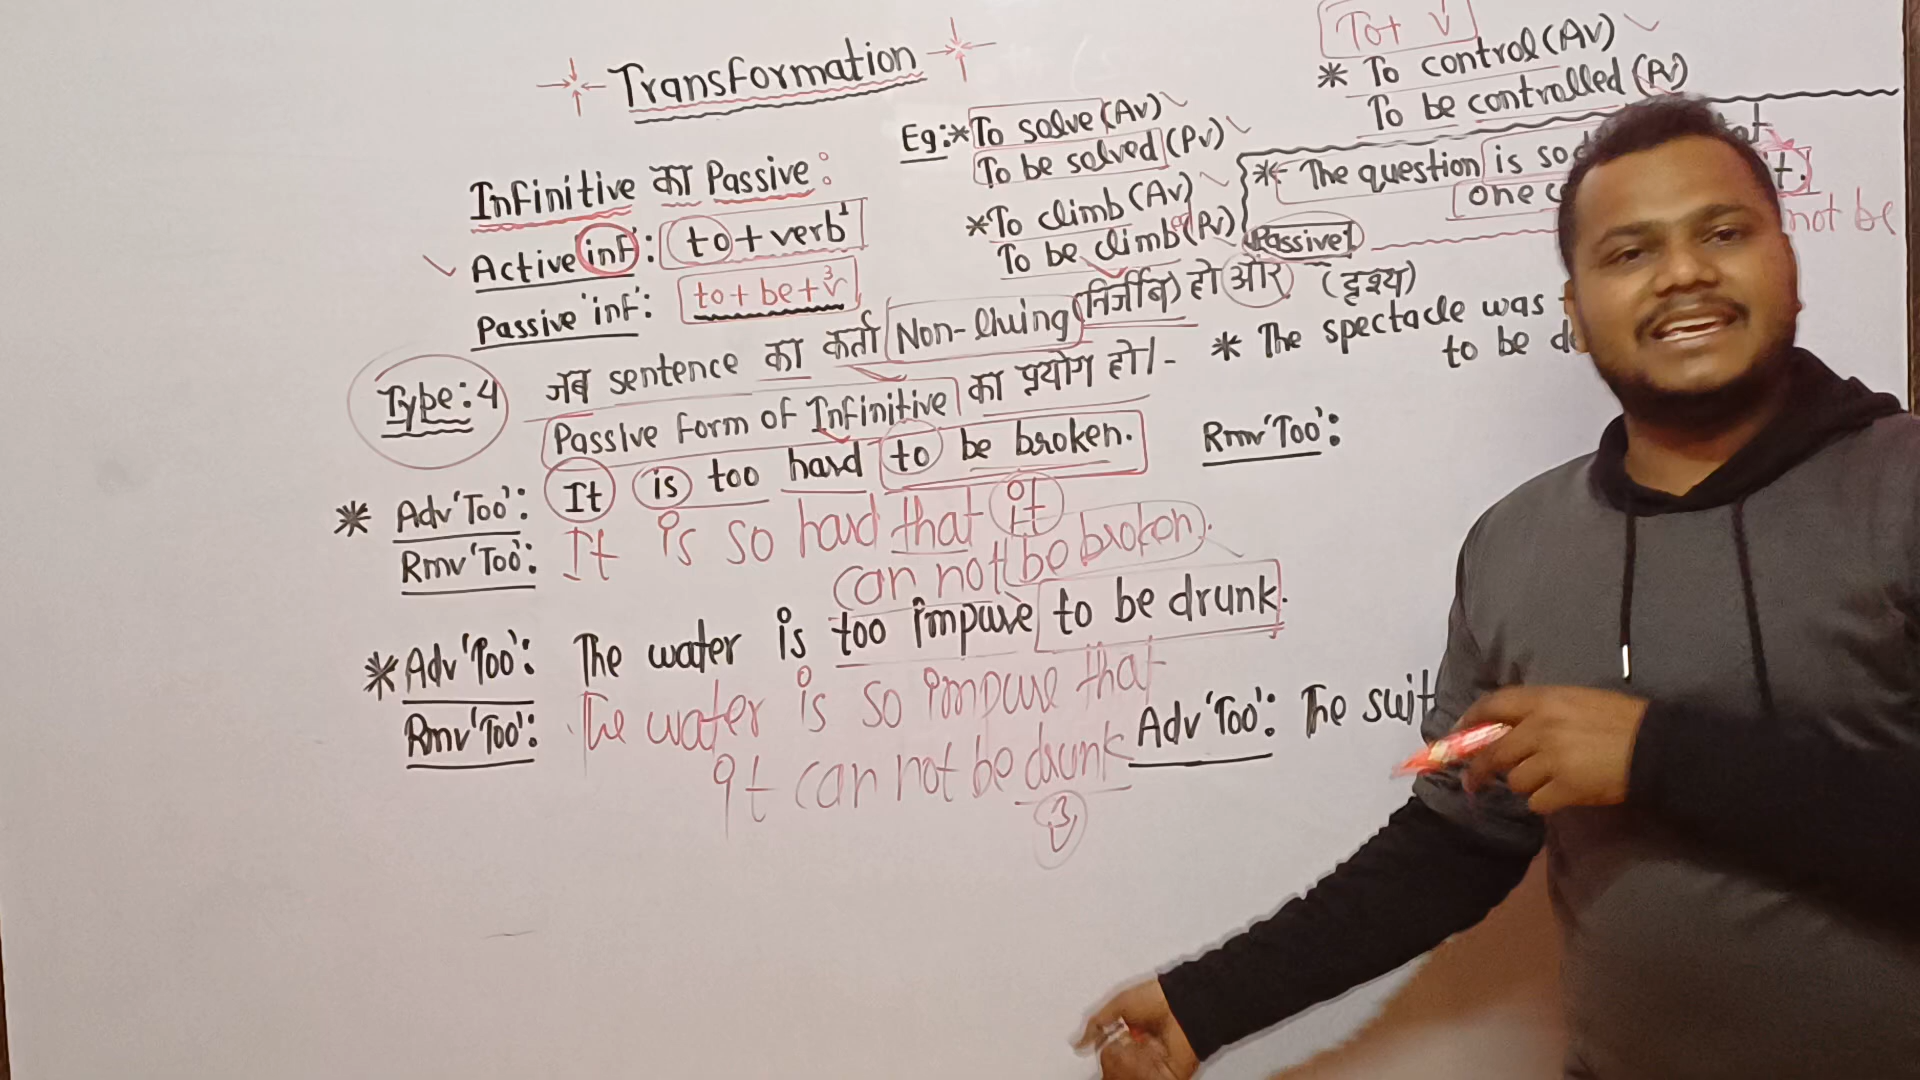 Transformation
Infinitive का Passive:
Active 'inf': to + verb¹
Passive 'inf': to + be + v³
Eg: * To solve (Av)
To be solved (Pv)
* To climb (Av)
To be climbed (Pv)
To + v¹
* To control (Av)
To be controlled (Pv)
* The question is so
one
not be
Passive
Type: 4 जब sentence का कर्ता Non-living (निर्जीव) हो और
Passive form of Infinitive का प्रयोग हो।-
(दृश्य)
* The spectacle was
to be
* Adv 'Too': It is too hard to be broken.
Rmv 'Too': It is so hard that it
can not be broken.
Rmv 'Too':
* Adv 'Too': The water is too impure to be drunk.
Rmv 'Too': The water is so impure that
It can not be drunk
3
Adv 'Too': The suit